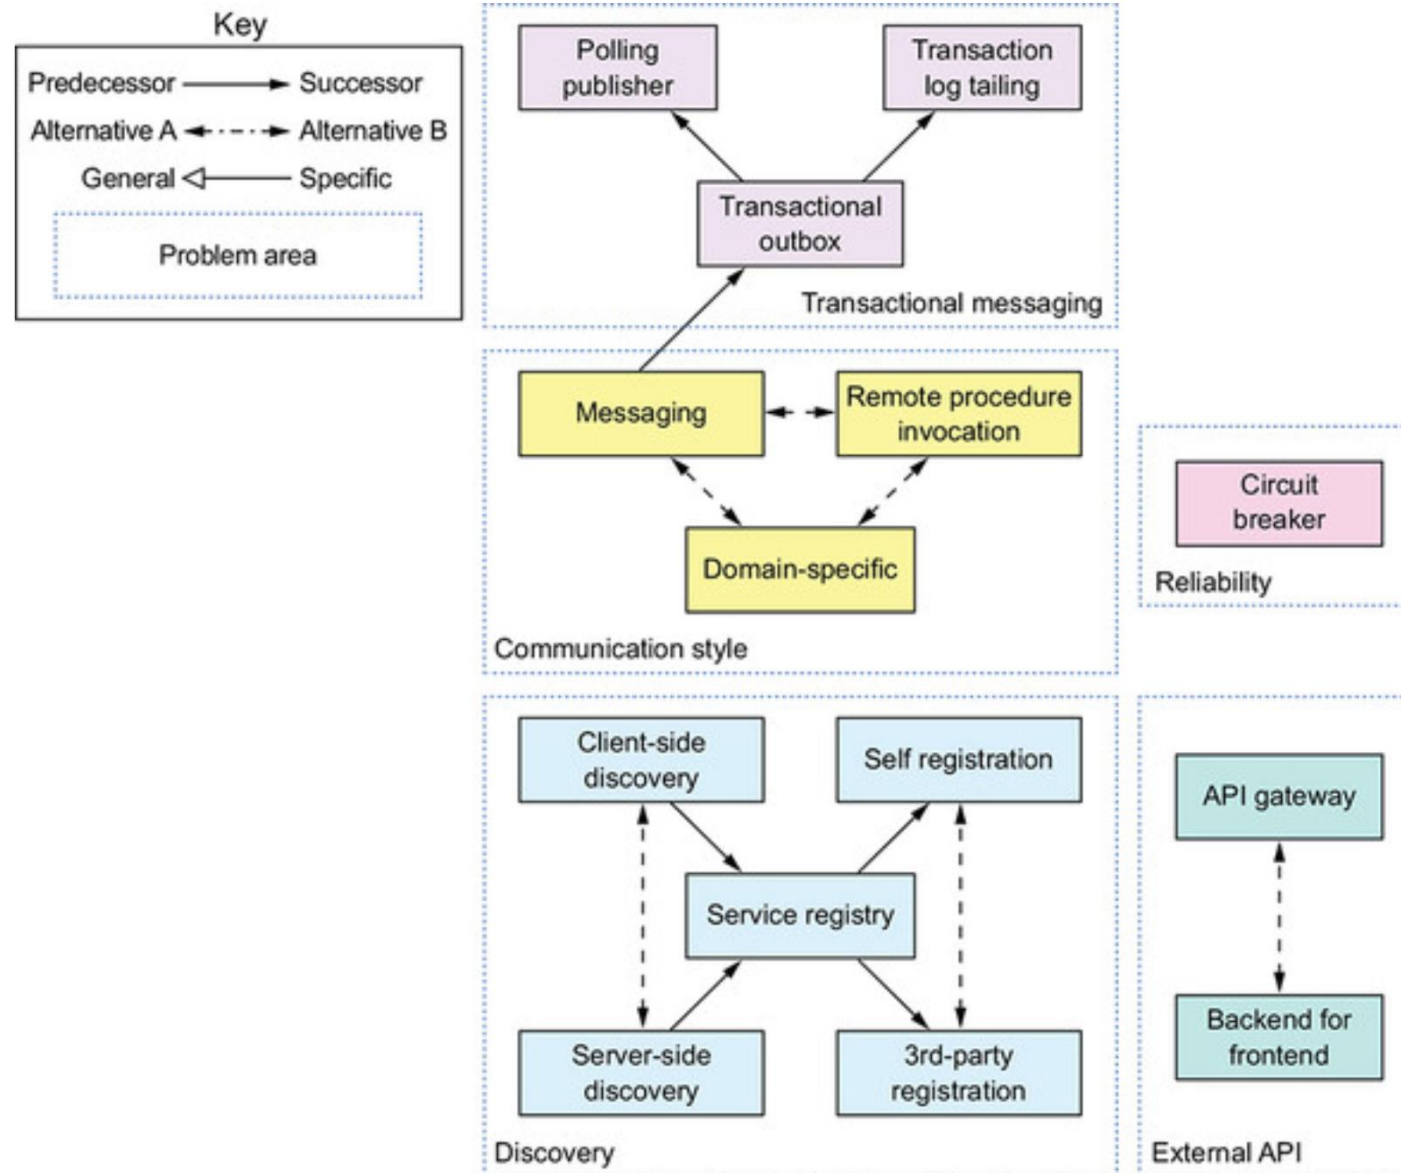 Key
Predecessor Successor
Alternative A Alternative B
General Specific
Problem area
Polling
publisher
Transaction
log tailing
Transactional
outbox
Transactional messaging
Messaging
Remote procedure
invocation
Domain-specific
Communication style
Circuit
breaker
Reliability
Client-side
discovery
Self registration
Service registry
Server-side
discovery
3rd-party
registration
Discovery
API gateway
Backend for
frontend
External API